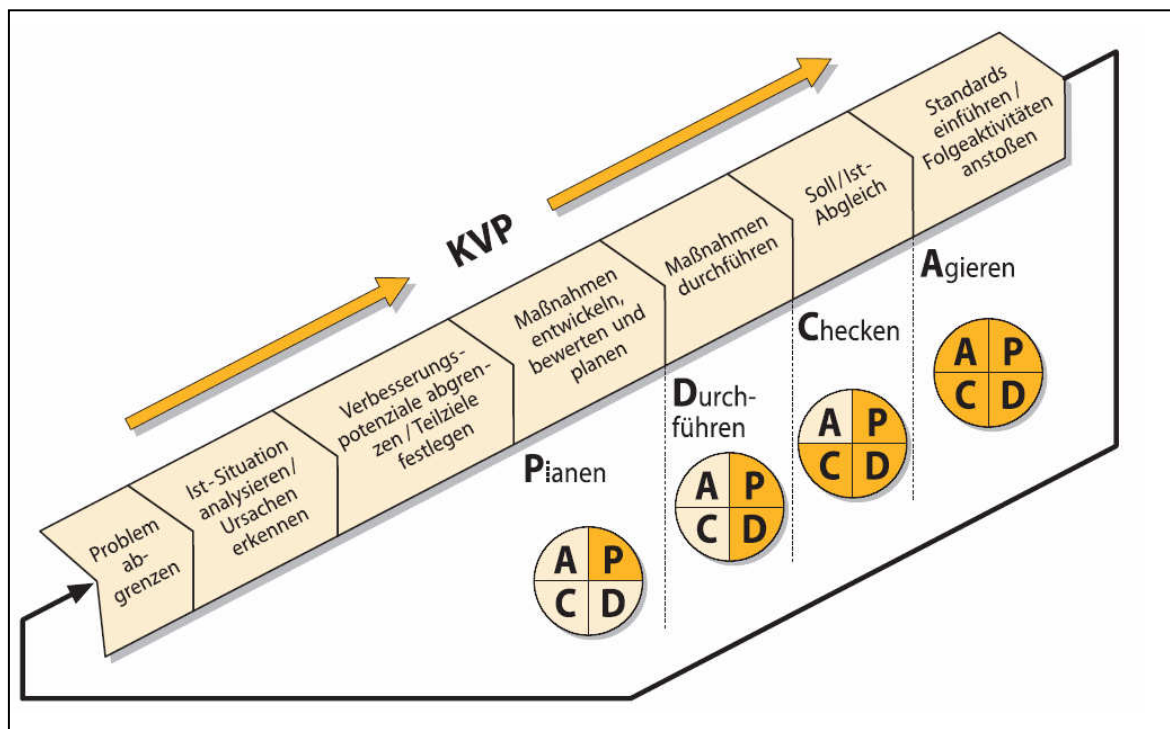 KVP
Problem
ab-
grenzen
Ist-Situation
analysieren/
Ursachen
erkennen
Verbesserungs-
potenziale abgren-
zen/Teilziele
festlegen
Maßnahmen
entwickeln,
bewerten und
planen
Maßnahmen
durchführen
Soll/Ist-
Abgleich
Standards
einführen/
Folgeaktivitäten
anstoßen
Planen
A P
C D
Durch-
führen
A P
C D
Checken
A P
C D
Agieren
A P
C D